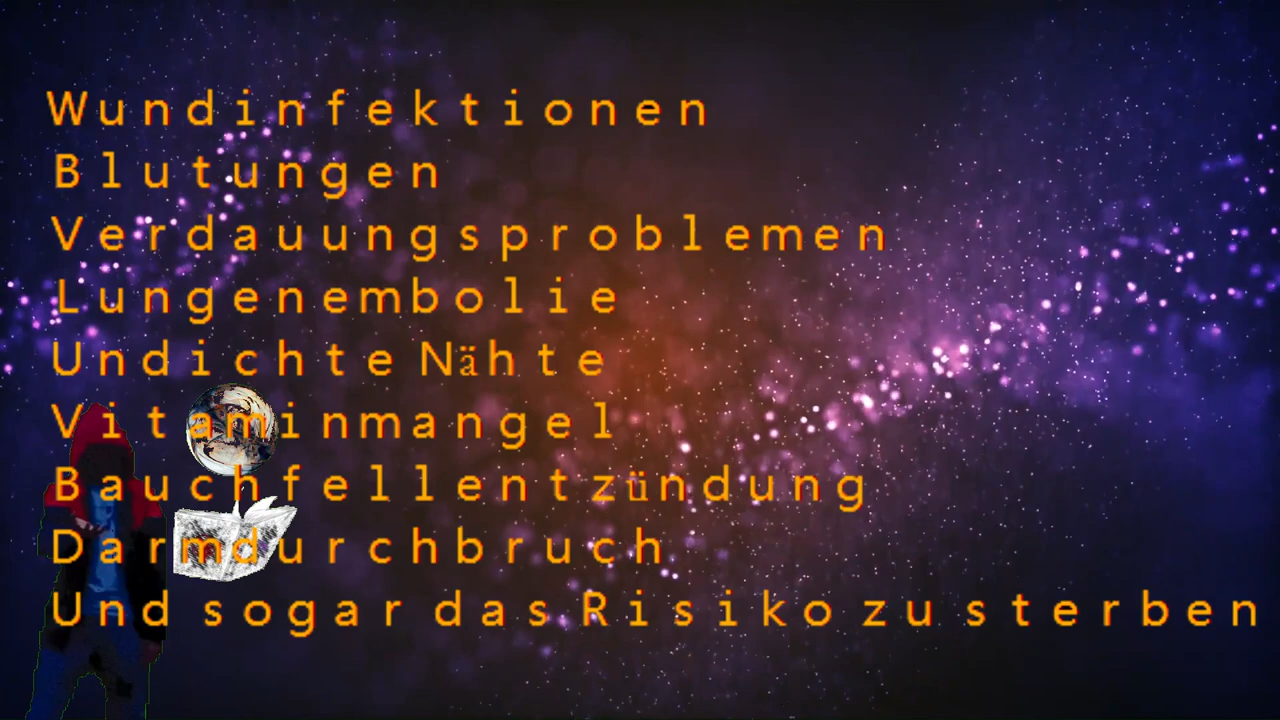 Wundinfektionen
Blutungen
Verdauungsproblemen
Lungenembolie
Undichte Nähte
Vitaminmangel
Bauchfellentzündung
Darmdurchbruch
Und sogar das Risiko zu sterben